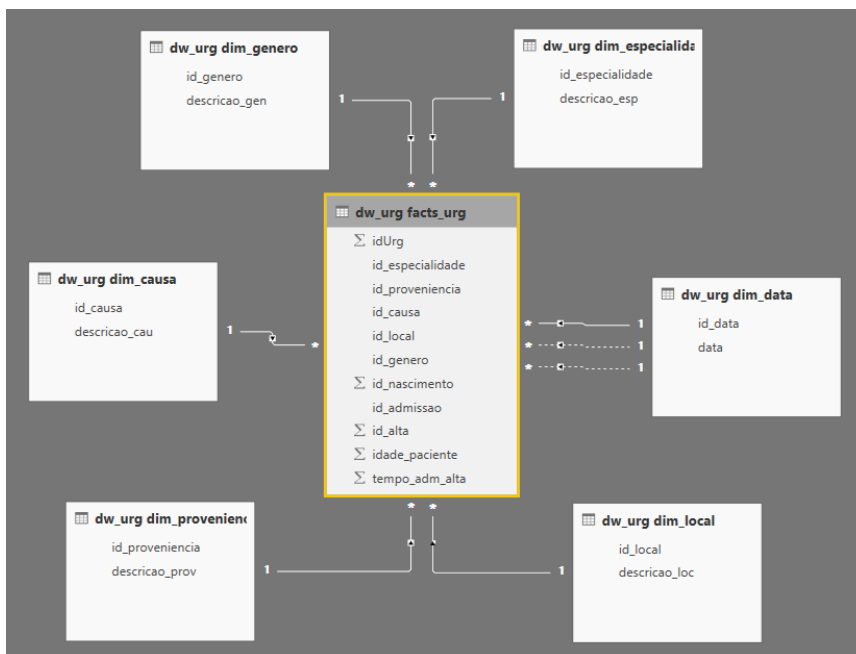 dw_urg dim_genero
id_genero
descricao_gen
dw_urg dim_especialida
id_especialidade
descricao_esp
1
1
*
*
dw_urg facts_urg
Σ idUrg
id_especialidade
id_proveniencia
id_causa
id_local
id_genero
Σ id_nascimento
id_admissao
Σ id_alta
Σ idade_paciente
Σ tempo_adm_alta
dw_urg dim_causa
id_causa
descricao_cau
1
*
dw_urg dim_data
id_data
data
* 1
* 1
* 1
*
*
dw_urg dim_provenienc
id_proveniencia
descricao_prov
1
dw_urg dim_local
id_local
descricao_loc
1